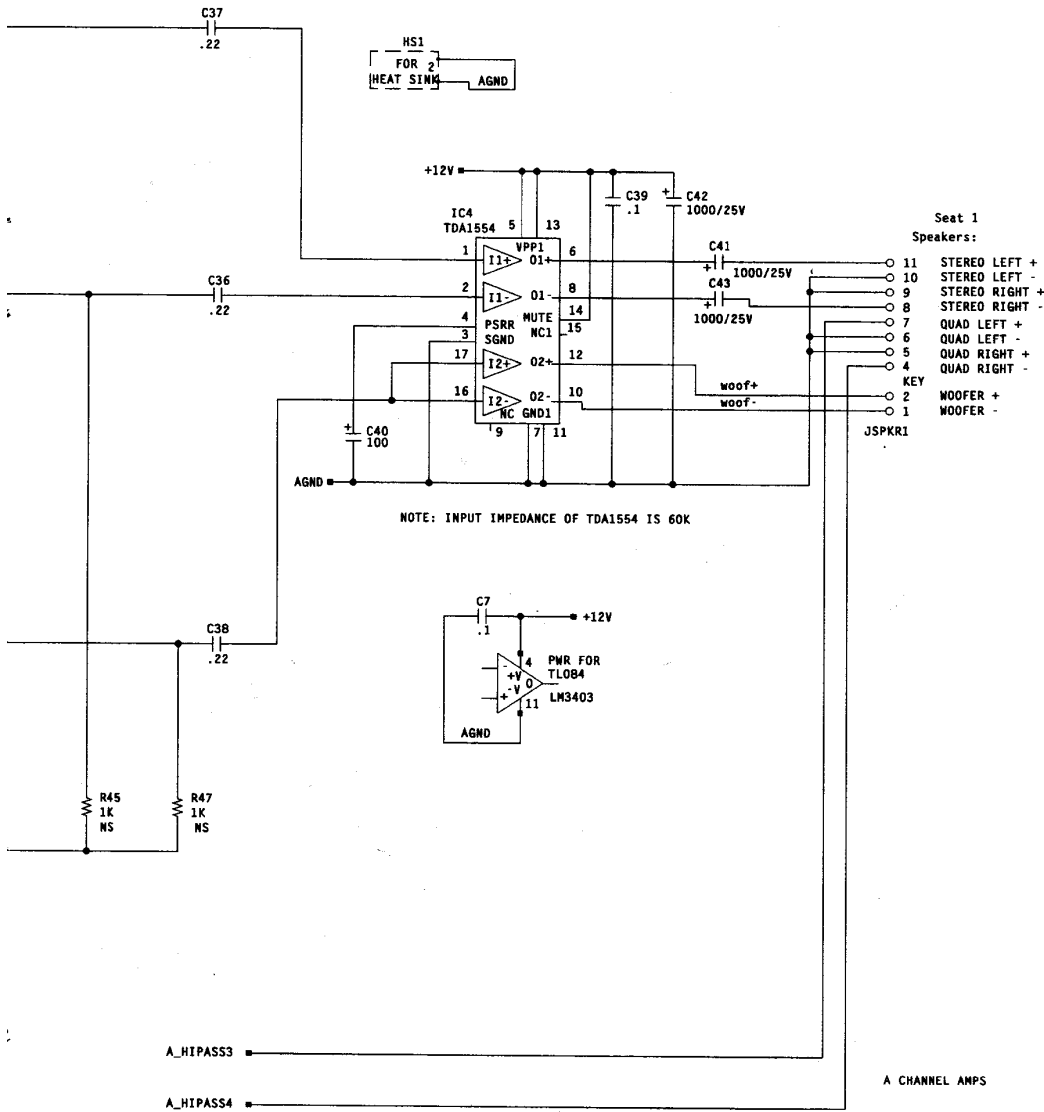 C37
.22
HS1
FOR 2
HEAT SINK
AGND
+12V
C39
.1
C42
1000/25V
+
IC4
TDA1554
5 13
VPP1
1 I1+ O1+ 6
C41
+ 1000/25V
C36
.22
2 I1- O1- 8
C43
+
1000/25V
4 PSRR MUTE 14
3 SGND NC1 15
17 I2+ O2+ 12
16 I2- O2- 10
NC GND1
9 7 11
+ C40
100
AGND
woof+
woof-
Seat 1
Speakers:
11 STEREO LEFT +
10 STEREO LEFT -
9 STEREO RIGHT +
8 STEREO RIGHT -
7 QUAD LEFT +
6 QUAD LEFT -
5 QUAD RIGHT +
4 QUAD RIGHT -
KEY
2 WOOFER +
1 WOOFER -
JSPKR1
NOTE: INPUT IMPEDANCE OF TDA1554 IS 60K
C7
.1
+12V
C38
.22
4
- +V O
+ -V
11
PWR FOR
TL084
LM3403
AGND
R45
1K
NS
R47
1K
NS
A_HIPASS3
A_HIPASS4
A CHANNEL AMPS